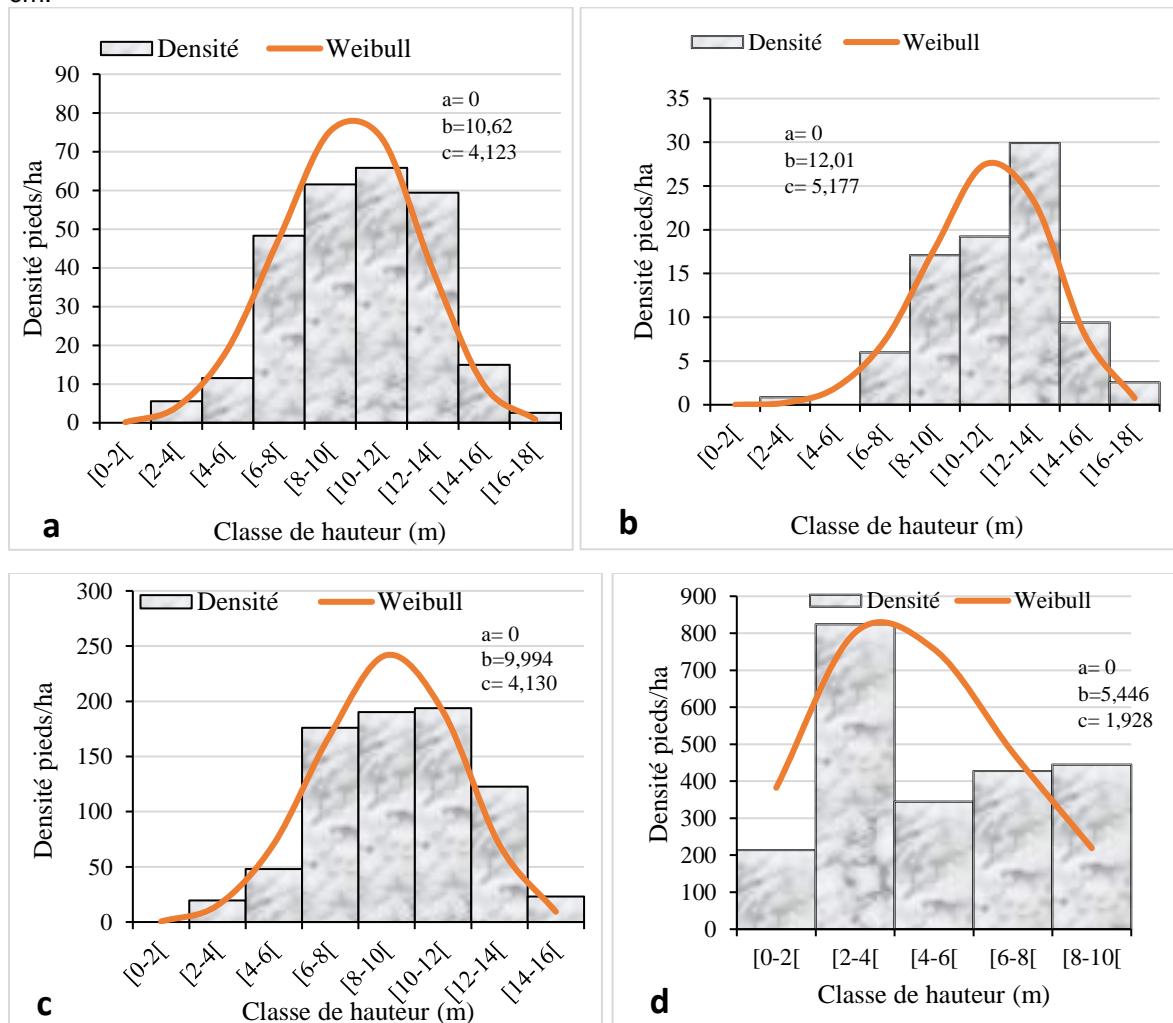 cm.
Densité Weibull
90
80
70
60
50
40
30
20
10
0
Densité pieds/ha
a= 0
b=10,62
c= 4,123
[0-2[
[2-4[
[4-6[
[6-8[
[8-10[
[10-12[
[12-14[
[14-16[
[16-18[
Classe de hauteur (m)
a
Densité Weibull
35
30
25
20
15
10
5
0
Densité pieds/ha
a= 0
b=12,01
c= 5,177
[0-2[
[2-4[
[4-6[
[6-8[
[8-10[
[10-12[
[12-14[
[14-16[
[16-18[
Classe de hauteur (m)
b
Densité Weibull
300
250
200
150
100
50
0
Densité pieds/ha
a= 0
b=9,994
c= 4,130
[0-2[
[2-4[
[4-6[
[6-8[
[8-10[
[10-12[
[12-14[
[14-16[
Classe de hauteur (m)
c
Densité Weibull
900
800
700
600
500
400
300
200
100
0
Densité pieds/ha
a= 0
b=5,446
c= 1,928
[0-2[ [2-4[ [4-6[ [6-8[ [8-10[
Classe de hauteur (m)
d